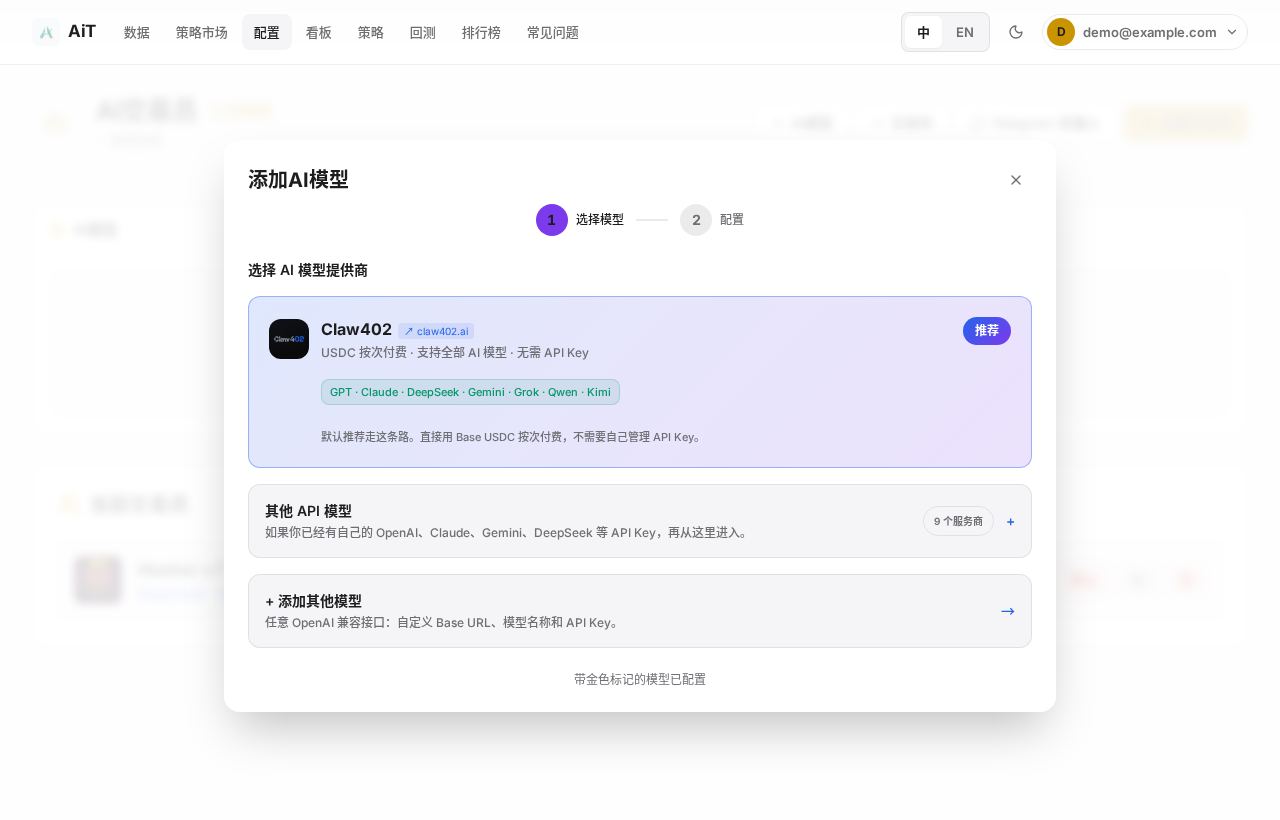 AiT
数据
策略市场
配置
看板
策略
回测
排行榜
常见问题
中
EN
D
demo@example.com
添加AI模型
1 选择模型
2 配置
选择 AI 模型提供商
Claw402
Claw402
↗ claw402.ai
推荐
USDC 按次付费 · 支持全部 AI 模型 · 无需 API Key
GPT · Claude · DeepSeek · Gemini · Grok · Qwen · Kimi
默认推荐走这条路。直接用 Base USDC 按次付费，不需要自己管理 API Key。
其他 API 模型
如果你已经有自己的 OpenAI、Claude、Gemini、DeepSeek 等 API Key，再从这里进入。
9 个服务商
+
+ 添加其他模型
任意 OpenAI 兼容接口：自定义 Base URL、模型名称和 API Key。
→
带金色标记的模型已配置